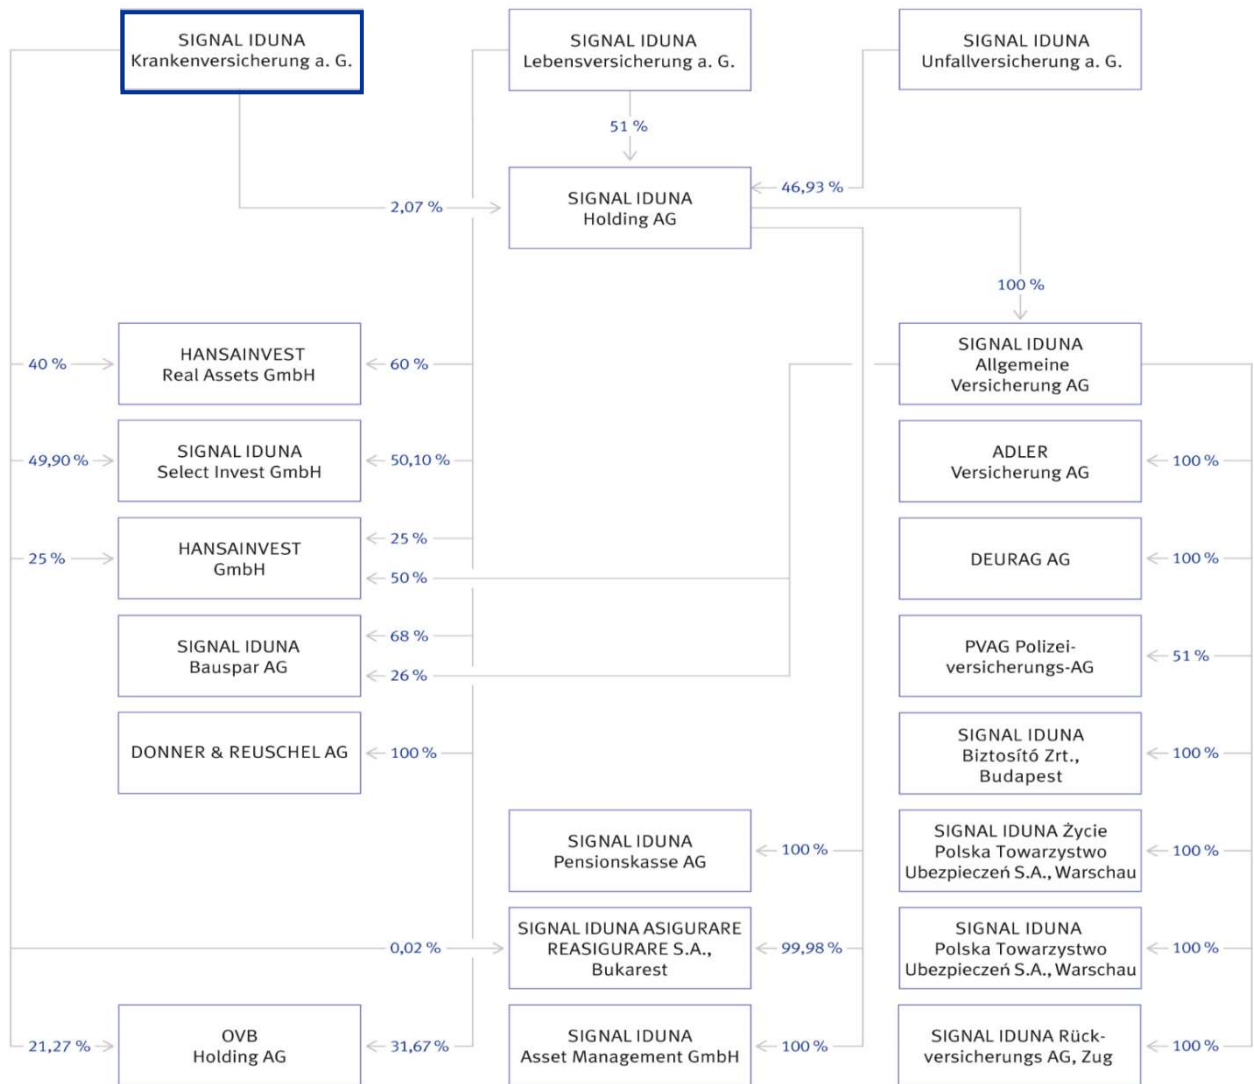 SIGNAL IDUNA
Krankenversicherung a. G.
SIGNAL IDUNA
Lebensversicherung a. G.
SIGNAL IDUNA
Unfallversicherung a. G.
51 %
SIGNAL IDUNA
Holding AG
46,93 %
2,07 %
100 %
40 %
HANSAINVEST
Real Assets GmbH
60 %
SIGNAL IDUNA
Allgemeine
Versicherung AG
49,90 %
SIGNAL IDUNA
Select Invest GmbH
50,10 %
ADLER
Versicherung AG
100 %
25 %
HANSAINVEST
GmbH
25 %
50 %
DEURAG AG
100 %
SIGNAL IDUNA
Bauspar AG
68 %
26 %
PVAG Polizei-
versicherungs-AG
51 %
DONNER & REUSCHEL AG
100 %
SIGNAL IDUNA
Biztosító Zrt.,
Budapest
100 %
SIGNAL IDUNA
Pensionskasse AG
100 %
SIGNAL IDUNA Życie
Polska Towarzystwo
Ubezpieczeń S.A., Warschau
100 %
0,02 %
SIGNAL IDUNA ASIGURARE
REASIGURARE S.A.,
Bukarest
99,98 %
SIGNAL IDUNA
Polska Towarzystwo
Ubezpieczeń S.A., Warschau
100 %
21,27 %
OVB
Holding AG
31,67 %
SIGNAL IDUNA
Asset Management GmbH
100 %
SIGNAL IDUNA Rück-
versicherungs AG, Zug
100 %